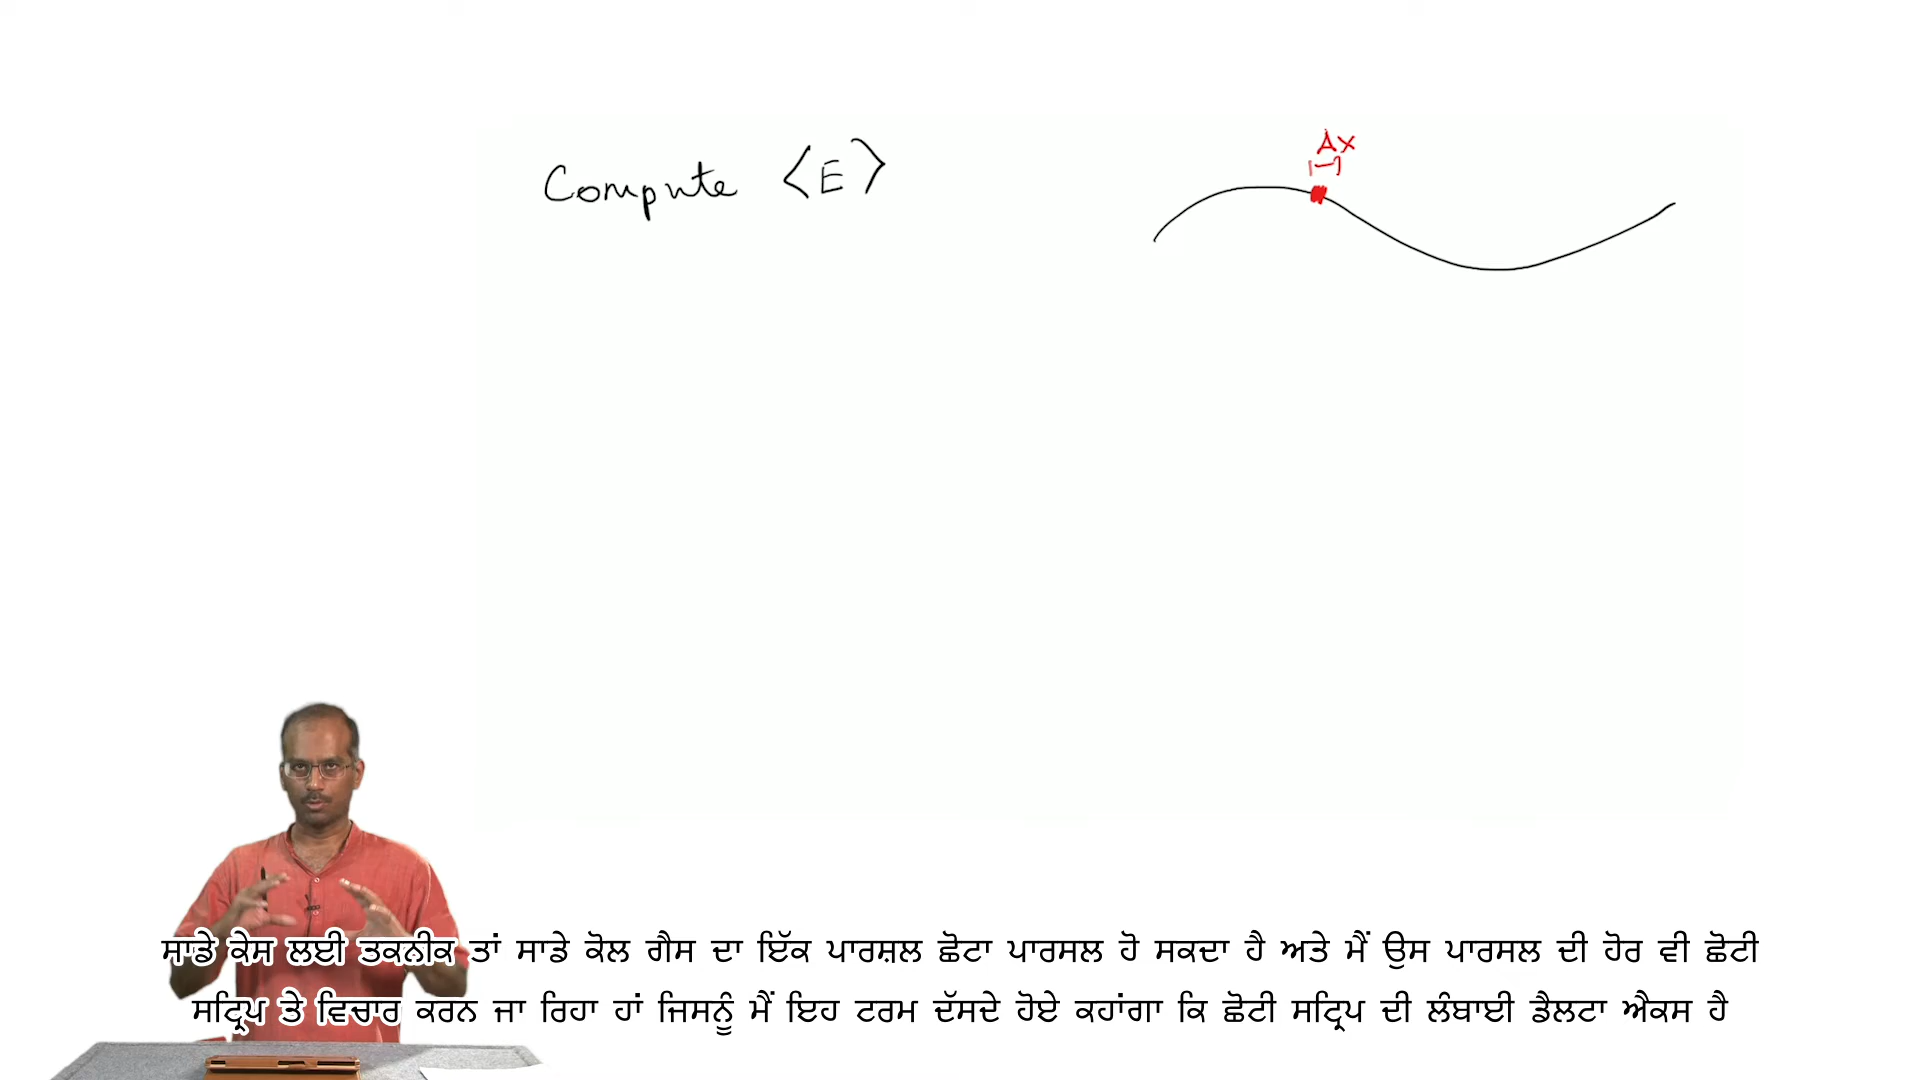 Compute ⟨E⟩
Δx
ਸਾਡੇ ਕੇਸ ਲਈ ਤਕਨੀਕ ਤਾਂ ਸਾਡੇ ਕੋਲ ਗੈਸ ਦਾ ਇੱਕ ਪਾਰਸ਼ਲ ਛੋਟਾ ਪਾਰਸਲ ਹੋ ਸਕਦਾ ਹੈ ਅਤੇ ਮੈਂ ਉਸ ਪਾਰਸਲ ਦੀ ਹੋਰ ਵੀ ਛੋਟੀ
ਸਟ੍ਰਿਪ ਤੇ ਵਿਚਾਰ ਕਰਨ ਜਾ ਰਿਹਾ ਹਾਂ ਜਿਸਨੂੰ ਮੈਂ ਇਹ ਟਰਮ ਦੱਸਦੇ ਹੋਏ ਕਹਾਂਗਾ ਕਿ ਛੋਟੀ ਸਟ੍ਰਿਪ ਦੀ ਲੰਬਾਈ ਡੈਲਟਾ ਐਕਸ ਹੈ